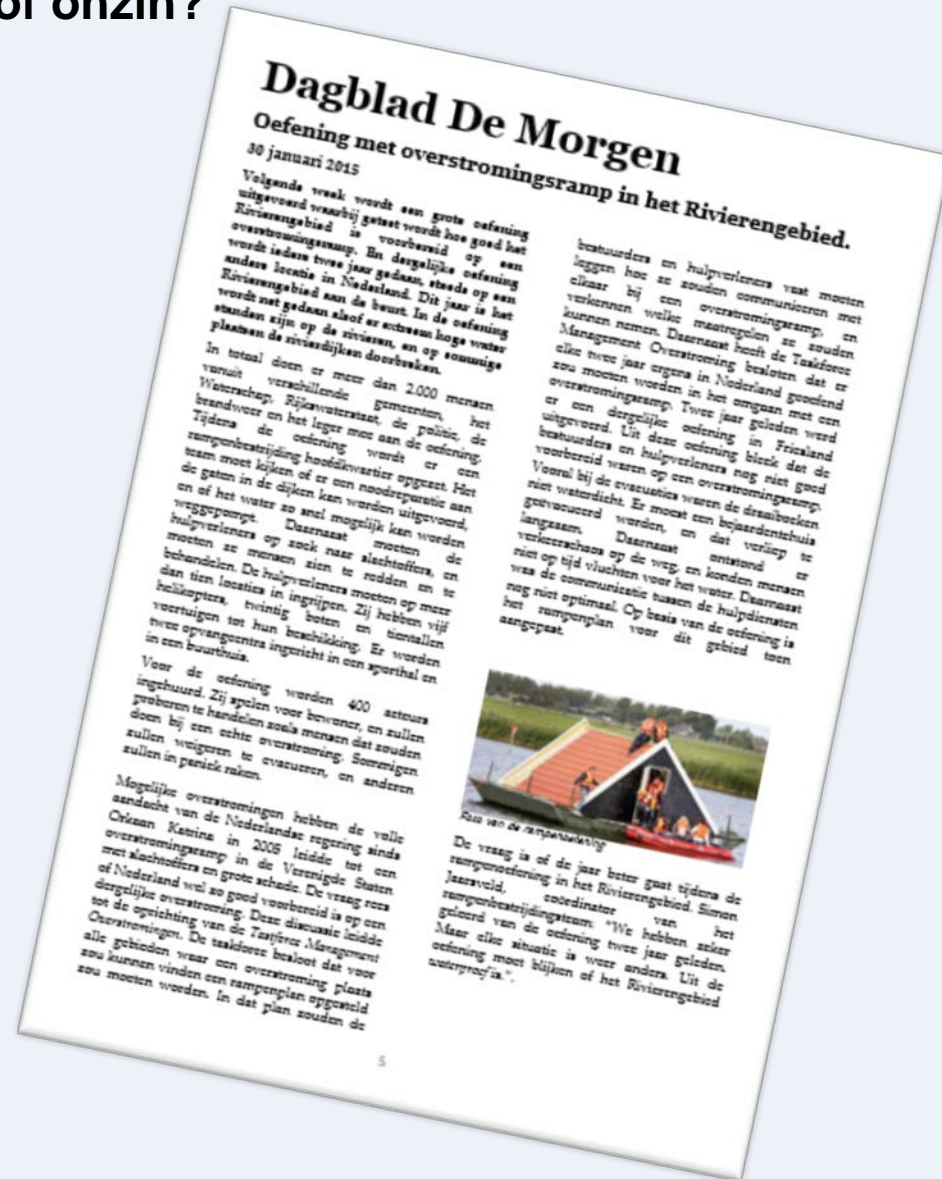 of onzin?
Dagblad De Morgen
Oefening met overstromingsramp in het Rivierengebied.
30 januari 2015
Volgende week wordt een grote oefening
uitgevoerd waarbij getest wordt hoe goed het
Rivierengebied is voorbereid op een
overstromingsramp. En dergelijke oefening
wordt iedere twee jaar gedaan, steeds op een
andere locatie in Nederland. Dit jaar is het
Rivierengebied aan de beurt. In de oefening
wordt net gedaan alsof er extreem hoge water
standen zijn op de rivieren, en op sommige
plaatsen de rivierdijken doorbreken.
In totaal doen er meer dan 2.000 mensen
vanuit verschillende gemeenten, het
Waterschap, Rijkswaterstaat, de politie, de
brandweer en het leger mee aan de oefening.
Tijdens de oefening wordt er een
rampenbestrijding hoofdkwartier opgezet. Het
team moet kijken of er een noodreparatie aan
de gaten in de dijken kan worden uitgevoerd,
en of het water zo snel mogelijk kan worden
weggepompt. Daarnaast moeten de
hulpverleners op zoek naar slachtoffers, en
moeten ze mensen zien te redden en te
behandelen. De hulpverleners moeten op meer
dan tien locaties in ingrijpen. Zij hebben vijf
helikopters, twintig boten en tientallen
voertuigen tot hun beschikking. Er worden
twee opvangcentra ingericht in een sporthal en
in een buurthuis.
Voor de oefening worden 400 acteurs
ingehuurd. Zij spelen voor bewoner, en zullen
proberen te handelen zoals mensen dat zouden
doen bij een echte overstroming. Sommigen
zullen weigeren te evacueren, en anderen
zullen in paniek raken.
Mogelijke overstromingen hebben de volle
aandacht van de Nederlandse regering sinds
Orkaan Katrina in 2005 leidde tot een
overstromingsramp in de Verenigde Staten
met slachtoffers en grote schade. De vraag rees
of Nederland wel zo goed voorbereid is op een
dergelijke overstroming. Deze discussie leidde
tot de oprichting van de Taskforce Management
Overstromingen. De taskforce besloot dat voor
alle gebieden waar een overstroming plaats
zou kunnen vinden een rampenplan opgesteld
zou moeten worden. In dat plan zouden de
bestuurders en hulpverleners vast moeten
leggen hoe ze zouden communiceren met
elkaar bij een overstromingsramp, en
verkennen welke maatregelen ze zouden
kunnen nemen. Daarnaast heeft de Taskforce
Management Overstroming besloten dat er
elke twee jaar ergens in Nederland geoefend
zou moeten worden in het omgaan met een
overstromingsramp. Twee jaar geleden werd
er een dergelijke oefening in Friesland
uitgevoerd. Uit deze oefening bleek dat de
bestuurders en hulpverleners nog niet goed
voorbereid waren op een overstromingsramp.
Vooral bij de evacuaties waren de draaiboeken
niet waterdicht. Er moest een bejaardentehuis
geëvacueerd worden, en dat verliep te
langzaam. Daarnaast ontstond er
verkeerschaos op de weg, en konden mensen
niet op tijd vluchten voor het water. Daarnaast
was de communicatie tussen de hulpdiensten
nog niet optimaal. Op basis van de oefening is
het rampenplan voor dit gebied toen
aangepast.
Foto van de rampenoefening
De vraag is of de jaar beter gaat tijdens de
rampenoefening in het Rivierengebied. Simon
Jaarsveld, coördinator van het
rampenbestrijdingsteam: "We hebben zeker
geleerd van de oefening twee jaar geleden.
Maar elke situatie is weer anders. Uit de
oefening moet blijken of het Rivierengebied
waterproof is.".
5